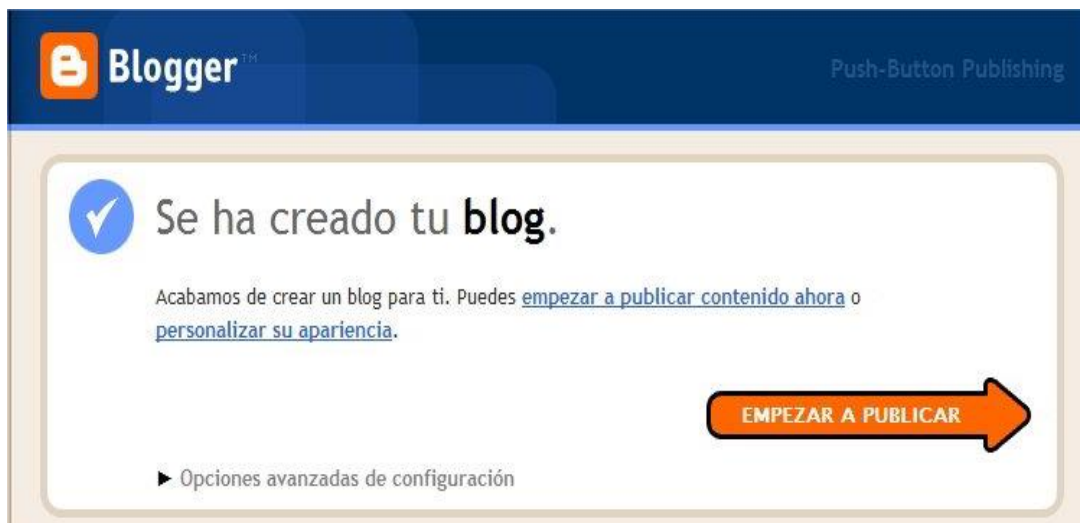 Blogger™
Push-Button Publishing
Se ha creado tu blog.
Acabamos de crear un blog para ti. Puedes empezar a publicar contenido ahora o
personalizar su apariencia.
EMPEZAR A PUBLICAR
Opciones avanzadas de configuración